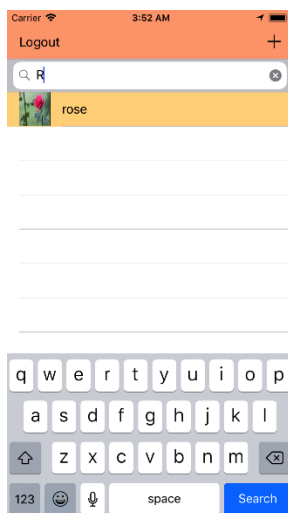 Carrier 3:52 AM
Logout +
R
rose
q w e r t y u i o p
a s d f g h j k l
z x c v b n m
123 space Search